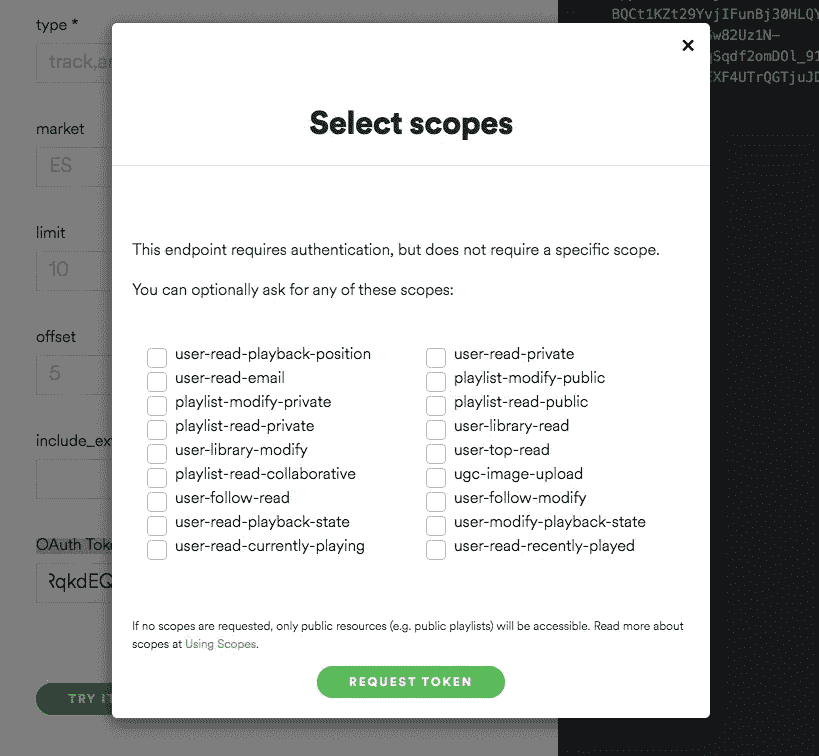 type *
BQCt1KZt29YvjIFunBj30HLQY
w82Uz1N-
Sqdf2omDOl_91
XF4UTrQGTjuJD
track,a
Select scopes
market
ES
limit
This endpoint requires authentication, but does not require a specific scope.
10
You can optionally ask for any of these scopes:
offset
5
user-read-playback-position
user-read-private
user-read-email
playlist-modify-public
playlist-modify-private
playlist-read-public
playlist-read-private
user-library-read
include_ex
user-library-modify
user-top-read
playlist-read-collaborative
ugc-image-upload
user-follow-read
user-follow-modify
user-read-playback-state
user-modify-playback-state
OAuth Toke
user-read-currently-playing
user-read-recently-played
RqkdEQ
If no scopes are requested, only public resources (e.g. public playlists) will be accessible. Read more about
scopes at Using Scopes.
REQUEST TOKEN
TRY IT